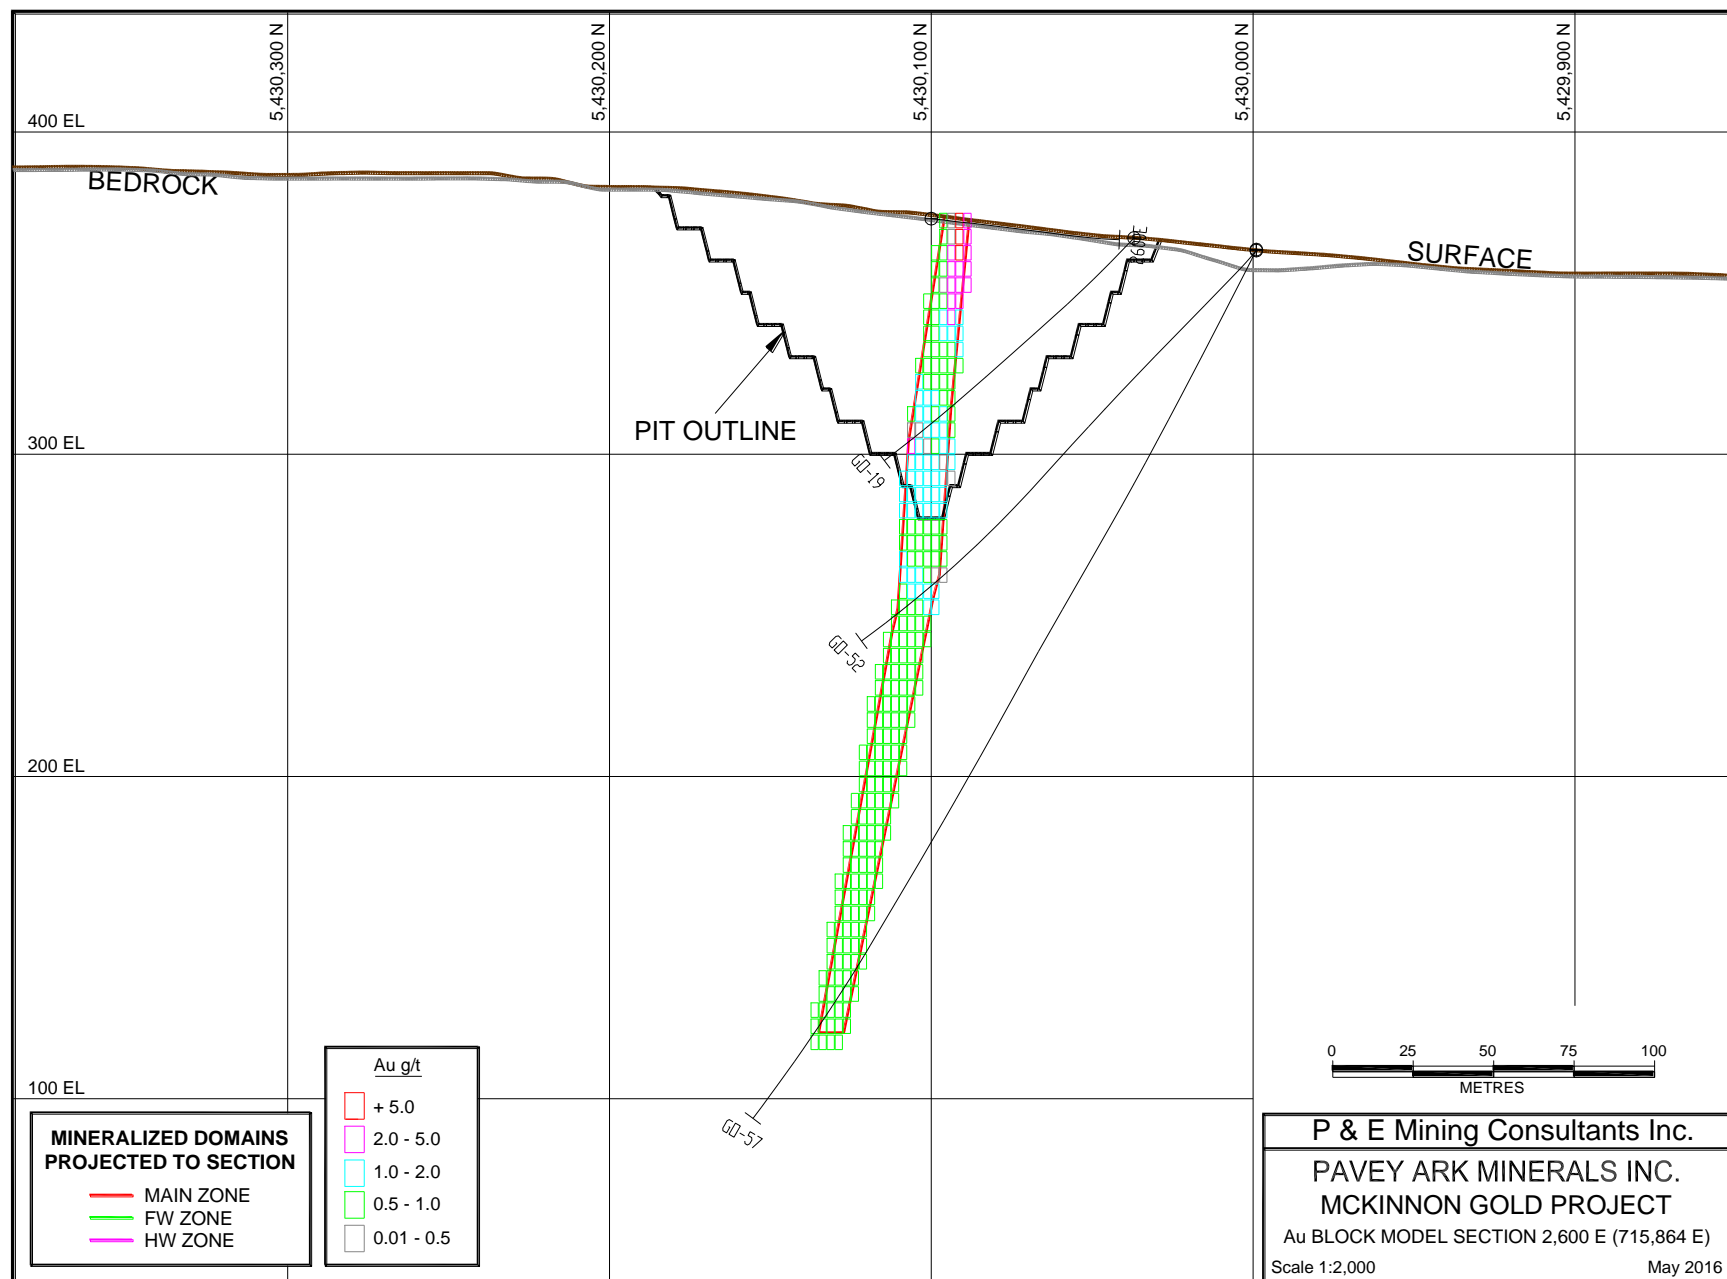 5,430,300 N
5,430,200 N
5,430,100 N
5,430,000 N
5,429,900 N
400 EL
BEDROCK
SURFACE
2600E
PIT OUTLINE
300 EL
GD-19
GD-52
200 EL
100 EL
GD-57
MINERALIZED DOMAINS
PROJECTED TO SECTION
MAIN ZONE
FW ZONE
HW ZONE
Au g/t
+ 5.0
2.0 - 5.0
1.0 - 2.0
0.5 - 1.0
0.01 - 0.5
0 25 50 75 100
METRES
P & E Mining Consultants Inc.
PAVEY ARK MINERALS INC.
MCKINNON GOLD PROJECT
Au BLOCK MODEL SECTION 2,600 E (715,864 E)
Scale 1:2,000 May 2016